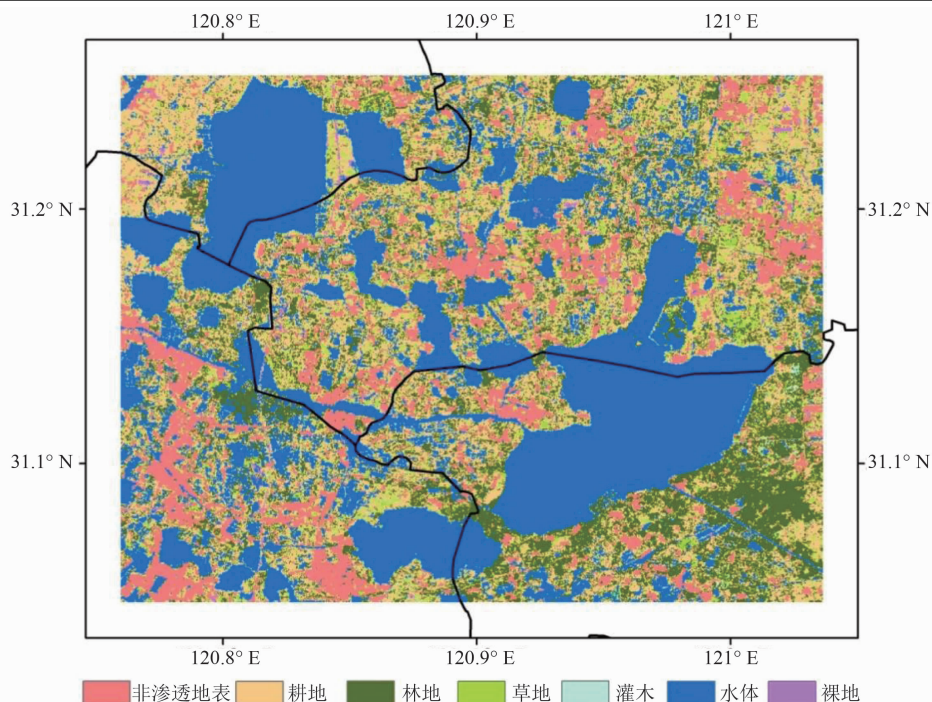 120.8° E 120.9° E 121° E
31.2° N 31.2° N
31.1° N 31.1° N
120.8° E 120.9° E 121° E
非渗透地表 耕地 林地 草地 灌木 水体 裸地